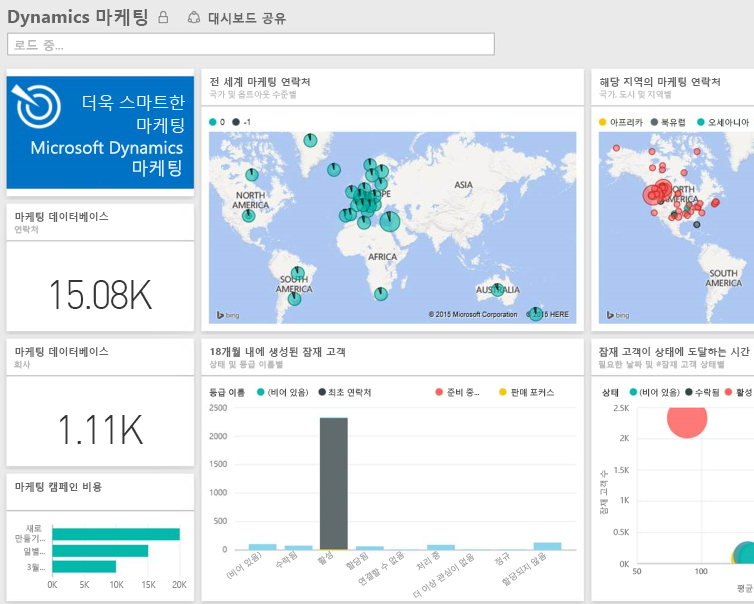 Dynamics 마케팅
대시보드 공유
로드 중...
더욱 스마트한
마케팅
Microsoft Dynamics
마케팅
마케팅 데이터베이스
연락처
15.08K
마케팅 데이터베이스
회사
1.11K
마케팅 캠페인 비용
새로
만들기...
일별...
3월...
0K 5K 10K 15K 20K
전 세계 마케팅 연락처
국가 및 옵트아웃 수준별
0 -1
NORTH
AMERICA
ASIA
AFRICA
SOUTH
AMERICA
bing
© 2015 Microsoft Corporation © 2015 HERE
18개월 내에 생성된 잠재 고객
상태 및 등급 이름별
등급 이름 (비어 있음) 최초 연락처 준비 중... 판매 포커스
2500
2000
1500
1000
500
0
(비어 있음) 수락됨 활성 할당됨 연결할 수 없음 처리 중 더 이상 관심이 없음 정규 할당되지 않음
해당 지역의 마케팅 연락처
국가, 도시 및 지역별
아프리카 북유럽 오세아니아
SOUTH
AMERICA
bing
잠재 고객이 상태에 도달하는 시간
필요한 날짜 및 #잠재 고객 상태별
상태 (비어 있음) 수락됨 활성
잠재 고객 수
2.5K
2K
1.5K
1K
0.5K
0K
50 100
평균